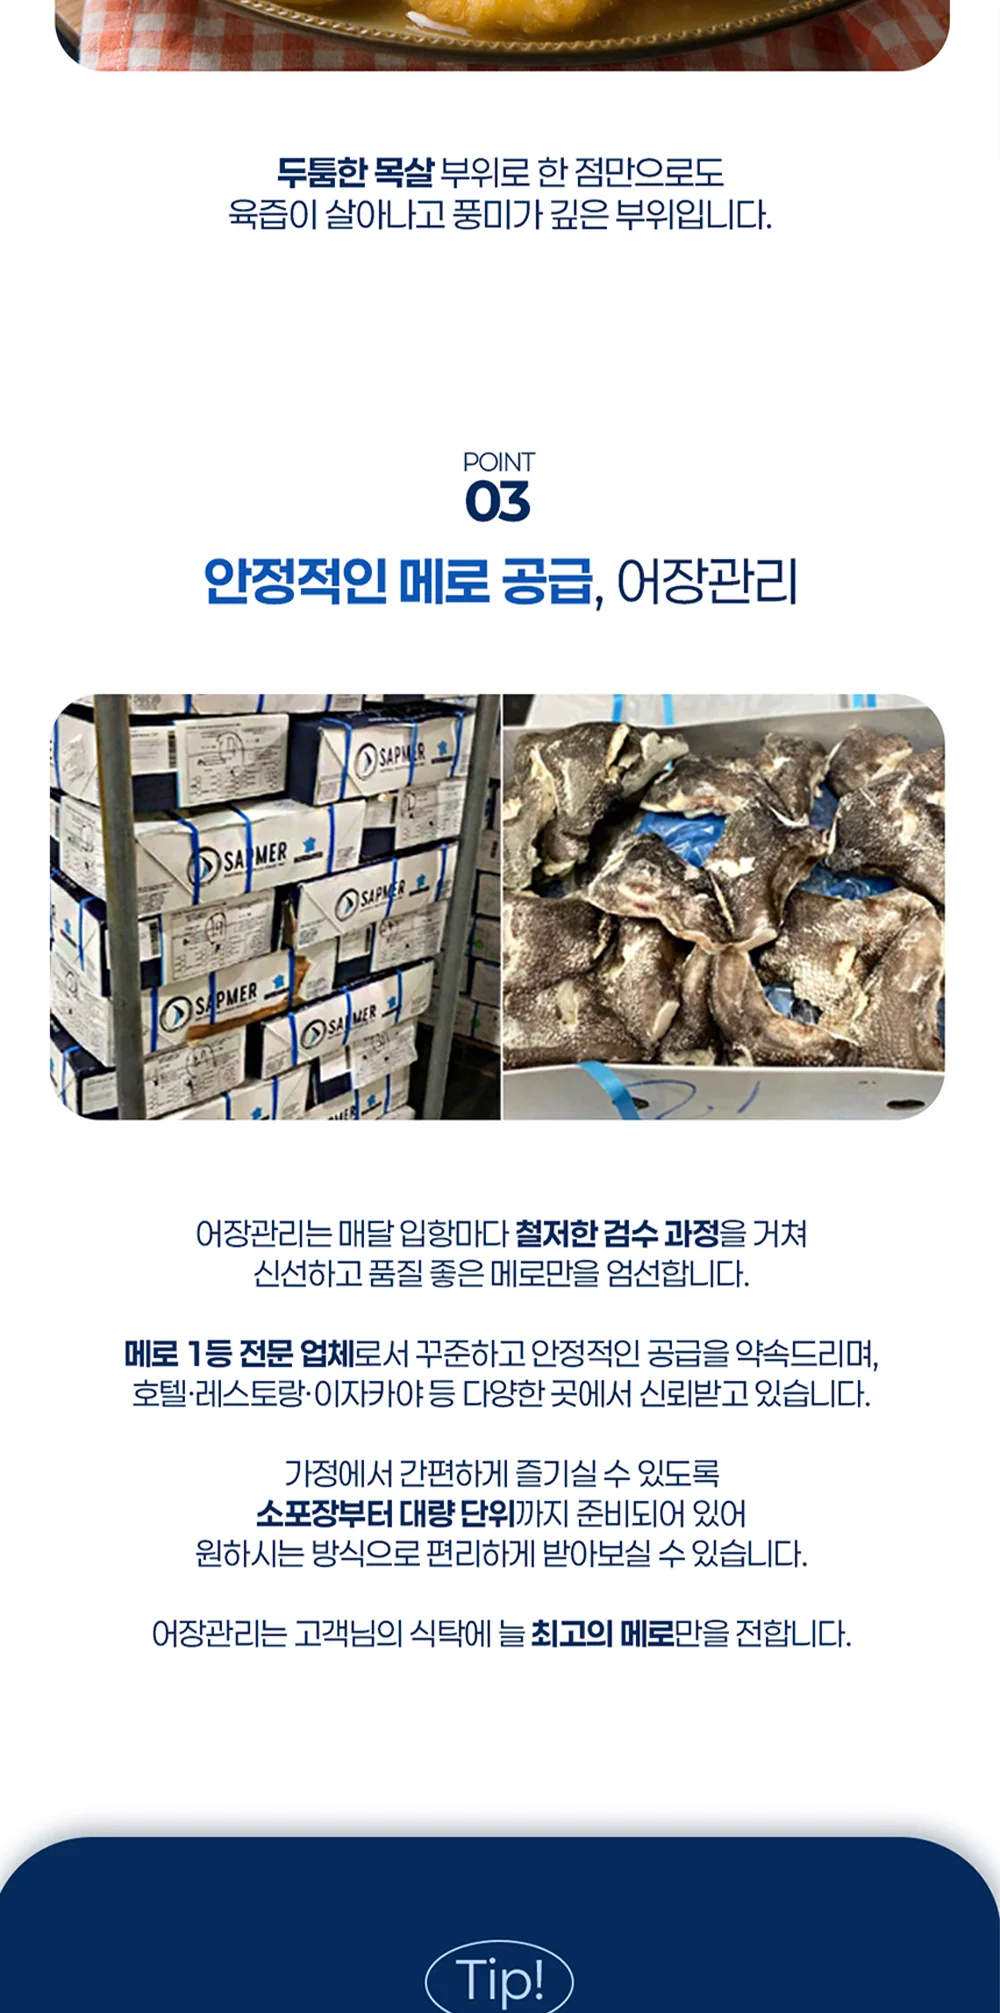 두툼한 목살 부위로 한 점만으로도
육즙이 살아나고 풍미가 깊은 부위입니다.
POINT
03
안정적인 메로 공급, 어장관리
SAPMER
SAPMER
SAPMER
SAPMER
SAPMER
어장관리는 매달 입항마다 철저한 검수 과정을 거쳐
신선하고 품질 좋은 메로만을 엄선합니다.
메로 1등 전문 업체로서 꾸준하고 안정적인 공급을 약속드리며,
호텔·레스토랑·이자카야 등 다양한 곳에서 신뢰받고 있습니다.
가정에서 간편하게 즐기실 수 있도록
소포장부터 대량 단위까지 준비되어 있어
원하시는 방식으로 편리하게 받아보실 수 있습니다.
어장관리는 고객님의 식탁에 늘 최고의 메로만을 전합니다.
Tip!